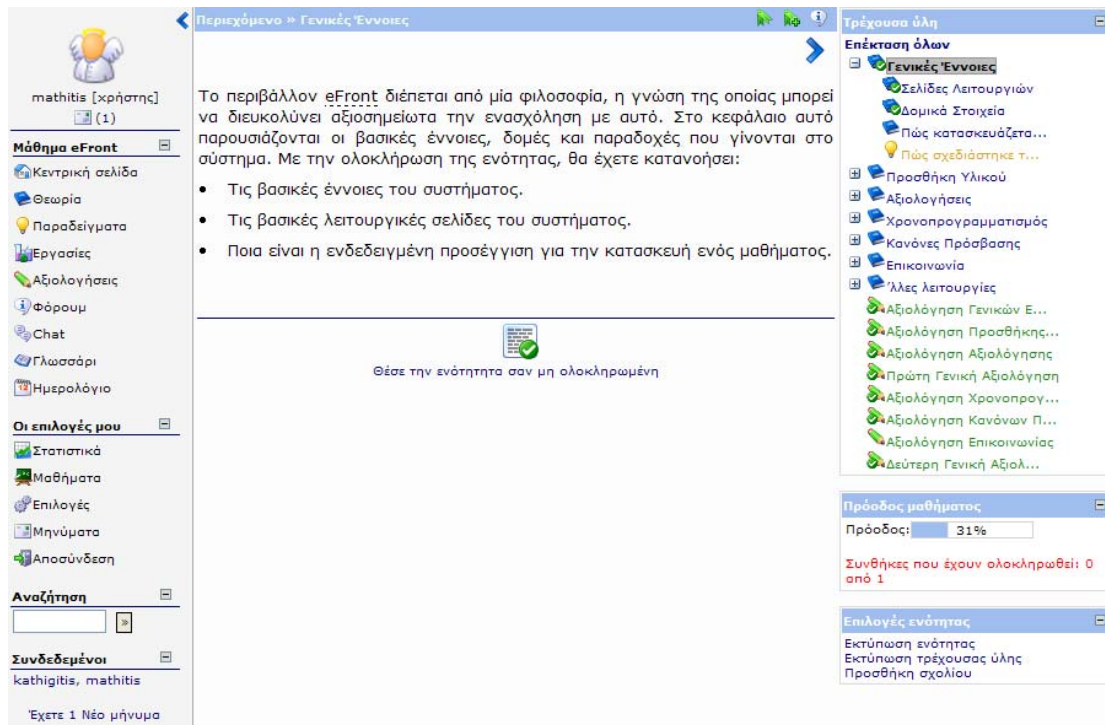 mathitis [χρήστης]
(1)
Μάθημα eFront
Κεντρική σελίδα
Θεωρία
Παραδείγματα
Εργασίες
Αξιολογήσεις
Φόρουμ
Chat
Γλωσσάρι
Ημερολόγιο
Οι επιλογές μου
Στατιστικά
Μαθήματα
Επιλογές
Μηνύματα
Αποσύνδεση
Αναζήτηση
»
Συνδεδεμένοι
kathigitis, mathitis
Έχετε 1 Νέο μήνυμα
Περιεχόμενο » Γενικές Έννοιες
Το περιβάλλον eFront διέπεται από μία φιλοσοφία, η γνώση της οποίας μπορεί
να διευκολύνει αξιοσημείωτα την ενασχόληση με αυτό. Στο κεφάλαιο αυτό
παρουσιάζονται οι βασικές έννοιες, δομές και παραδοχές που γίνονται στο
σύστημα. Με την ολοκλήρωση της ενότητας, θα έχετε κατανοήσει:
• Τις βασικές έννοιες του συστήματος.
• Τις βασικές λειτουργικές σελίδες του συστήματος.
• Ποια είναι η ενδεδειγμένη προσέγγιση για την κατασκευή ενός μαθήματος.
Θέσε την ενότητητα σαν μη ολοκληρωμένη
Τρέχουσα ύλη
Επέκταση όλων
Γενικές Έννοιες
Σελίδες Λειτουργιών
Δομικά Στοιχεία
Πώς κατασκευάζετα...
Πώς σχεδιάστηκε τ...
Προσθήκη Υλικού
Αξιολογήσεις
Χρονοπρογραμματισμός
Κανόνες Πρόσβασης
Επικοινωνία
Άλλες λειτουργίες
Αξιολόγηση Γενικών Ε...
Αξιολόγηση Προσθήκης...
Αξιολόγηση Αξιολόγησης
Πρώτη Γενική Αξιολόγηση
Αξιολόγηση Χρονοπρογ...
Αξιολόγηση Κανόνων Π...
Αξιολόγηση Επικοινωνίας
Δεύτερη Γενική Αξιολ...
Πρόοδος μαθήματος
Πρόοδος: 31%
Συνθήκες που έχουν ολοκληρωθεί: 0
από 1
Επιλογές ενότητας
Εκτύπωση ενότητας
Εκτύπωση τρέχουσας ύλης
Προσθήκη σχολίου